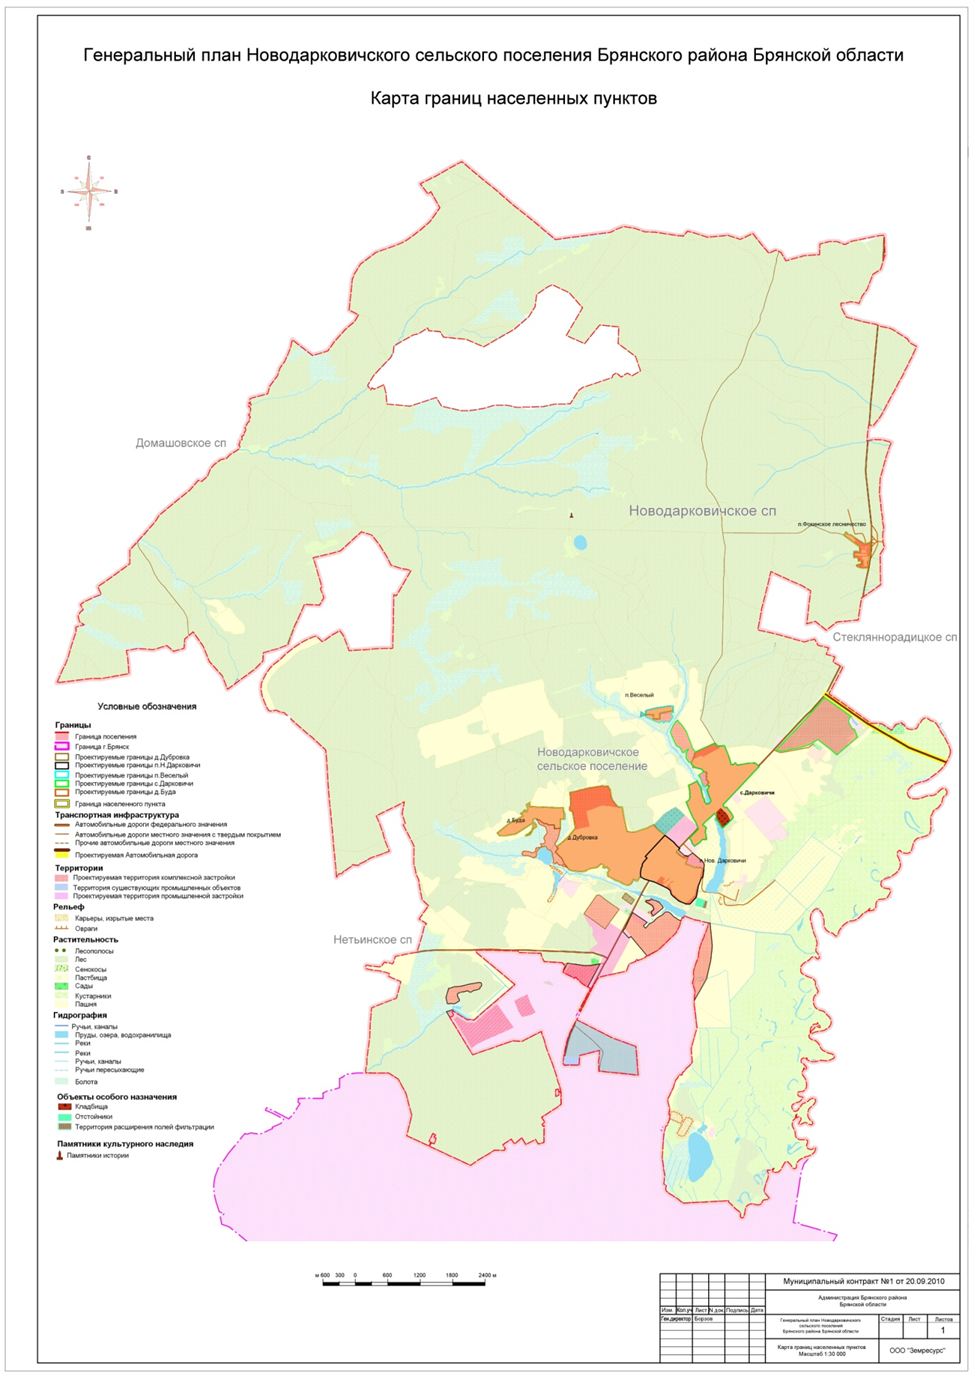 Генеральный план Новодарковичского сельского поселения Брянского района Брянской области
Карта границ населенных пунктов
Домашовское сп
Новодарковичское сп
п.Фокинское лесничество
Стекляннорадицкое сп
п.Веселый
Новодарковичское
сельское поселение
с.Дарковичи
д.Буда
д.Дубровка
п.Нов. Дарковичи
Нетьинское сп
Условные обозначения
Границы
Граница поселения
Граница г.Брянск
Проектируемые границы д.Дубровка
Проектируемые границы п.Н.Дарковичи
Проектируемые границы п.Веселый
Проектируемые границы с.Дарковичи
Проектируемые границы д.Буда
Граница населенного пункта
Транспортная инфраструктура
Автомобильные дороги федерального значения
Автомобильные дороги местного значения с твердым покрытием
Прочие автомобильные дороги местного значения
Проектируемая Автомобильная дорога
Территории
Проектируемая территория комплексной застройки
Территория существующих промышленных объектов
Проектируемая территория промышленной застройки
Рельеф
Карьеры, изрытые места
Овраги
Растительность
Лесополосы
Лес
Сенокосы
Пастбища
Сады
Кустарники
Пашня
Гидрография
Ручьи, каналы
Пруды, озера, водохранилища
Реки
Реки
Ручьи, каналы
Ручьи пересыхающие
Болота
Объекты особого назначения
Кладбища
Отстойники
Территория расширения полей фильтрации
Памятники культурного наследия
Памятники истории
м 600 300 0 600 1200 1800 2400 м
Муниципальный контракт №1 от 20.09.2010
Администрация Брянского района
Брянской области
Изм. Кол.уч Лист N док. Подпись Дата
Ген.директор Борзов
Генеральный план Новодарковичского
сельского поселения
Брянского района Брянской области
Стадия Лист Листов
1
Карта границ населенных пунктов
Масштаб 1:30 000
ООО "Земресурс"